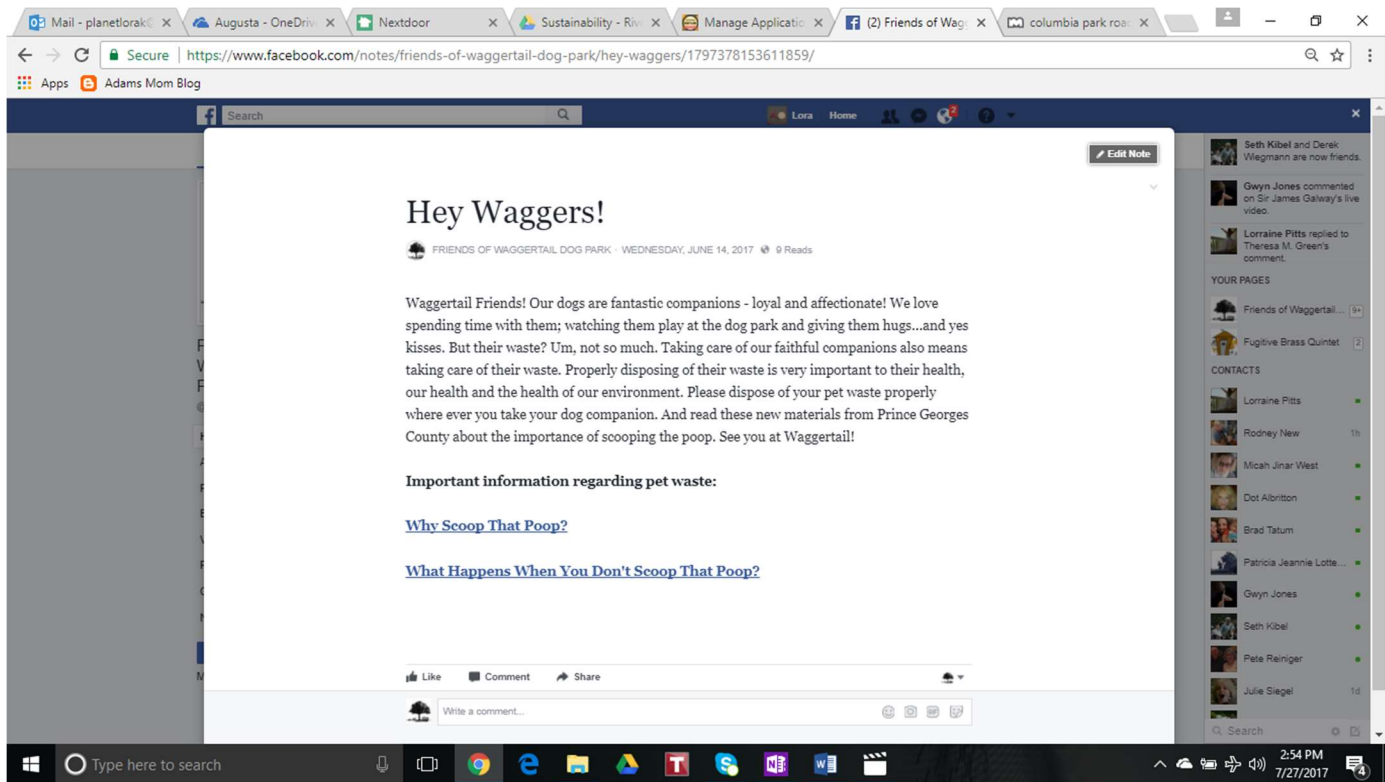 Mail - planetlorak
Augusta - OneDriv
Nextdoor
Sustainability - Riv
Manage Applicatio
(2) Friends of Wag
columbia park roa
Secure | https://www.facebook.com/notes/friends-of-waggertail-dog-park/hey-waggers/1797378153611859/
Apps Adams Mom Blog
Search
Lora Home 2
Edit Note
Hey Waggers!
FRIENDS OF WAGGERTAIL DOG PARK · WEDNESDAY, JUNE 14, 2017 9 Reads
Waggertail Friends! Our dogs are fantastic companions - loyal and affectionate! We love
spending time with them; watching them play at the dog park and giving them hugs...and yes
kisses. But their waste? Um, not so much. Taking care of our faithful companions also means
taking care of their waste. Properly disposing of their waste is very important to their health,
our health and the health of our environment. Please dispose of your pet waste properly
where ever you take your dog companion. And read these new materials from Prince Georges
County about the importance of scooping the poop. See you at Waggertail!
Important information regarding pet waste:
Why Scoop That Poop?
What Happens When You Don't Scoop That Poop?
Like Comment Share
Write a comment...
Seth Kibel and Derek
Wiegmann are now friends.
Gwyn Jones commented
on Sir James Galway's live
video.
Lorraine Pitts replied to
Theresa M. Green's
comment.
YOUR PAGES
Friends of Waggertail... 9+
Fugitive Brass Quintet 2
CONTACTS
Lorraine Pitts
Rodney New 1h
Micah Jinar West
Dot Albritton
Brad Tatum
Patricia Jeannie Lotte...
Gwyn Jones
Seth Kibel
Pete Reiniger
Julie Siegel 1d
Search
Type here to search
2:54 PM
7/27/2017
4